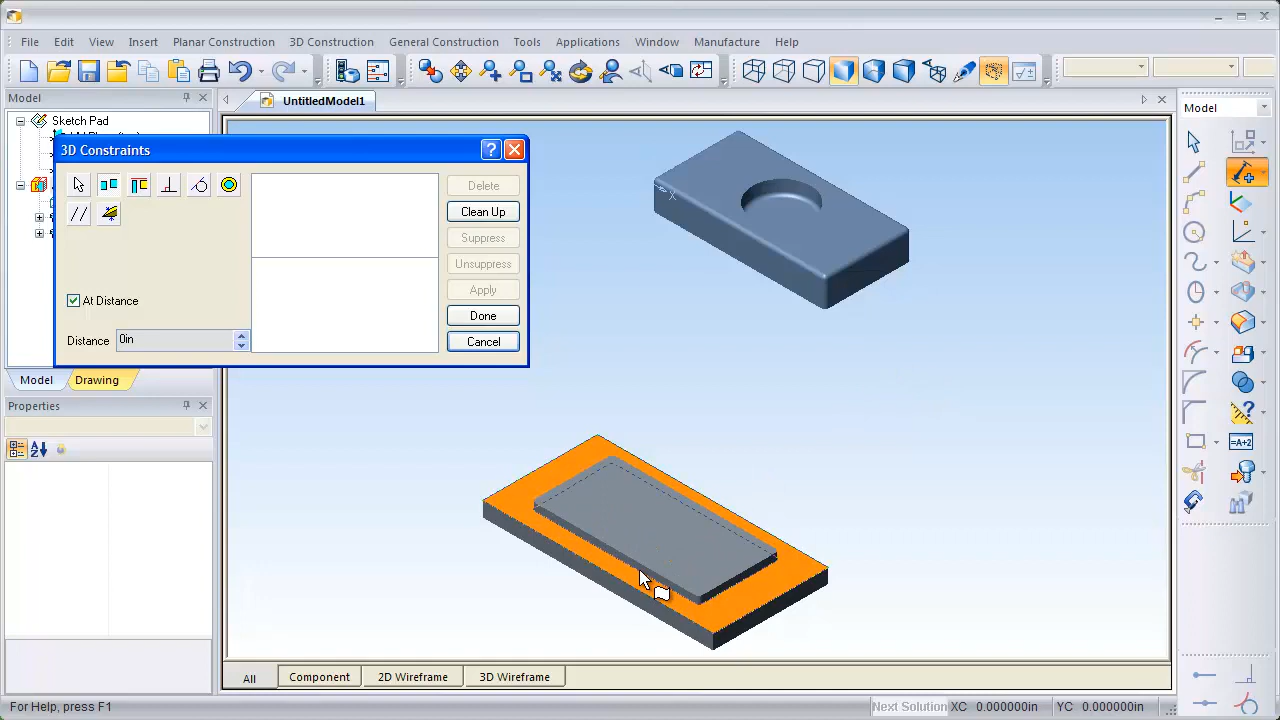 File Edit View Insert Planar Construction 3D Construction General Construction Tools Applications Window Manufacture Help
Model
UntitledModel1
Model
Sketch Pad
3D Constraints
Delete
Clean Up
Suppress
Unsuppress
Apply
Done
Cancel
At Distance
Distance 0in
X
=A+2
Model Drawing
Properties
All Component 2D Wireframe 3D Wireframe
For Help, press F1
Next Solution XC 0.000000in YC 0.000000in